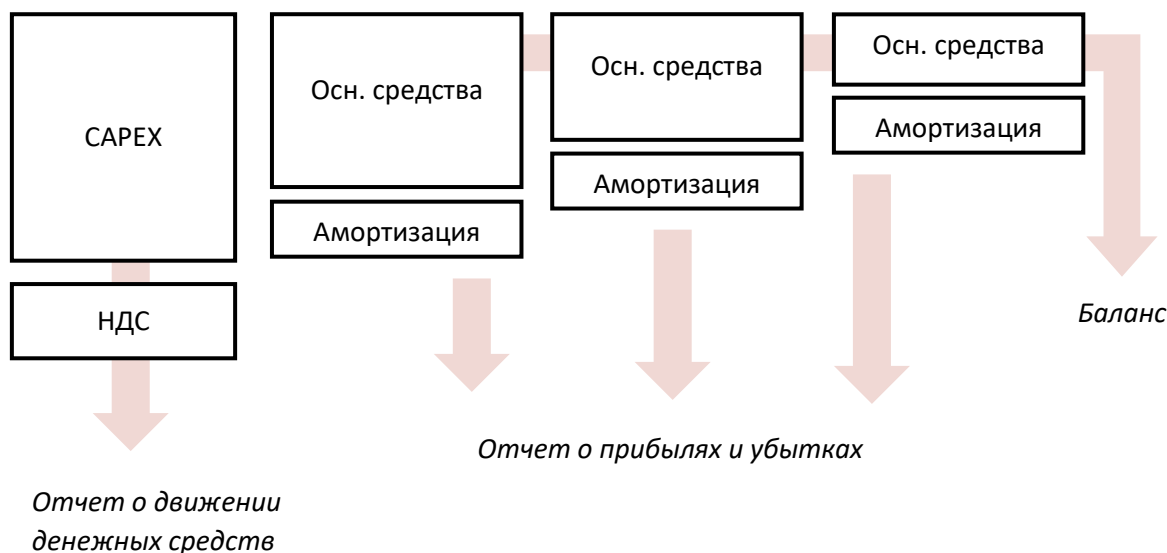 CAPEX
НДС
Отчет о движении
денежных средств
Осн. средства
Амортизация
Осн. средства
Амортизация
Осн. средства
Амортизация
Отчет о прибылях и убытках
Баланс